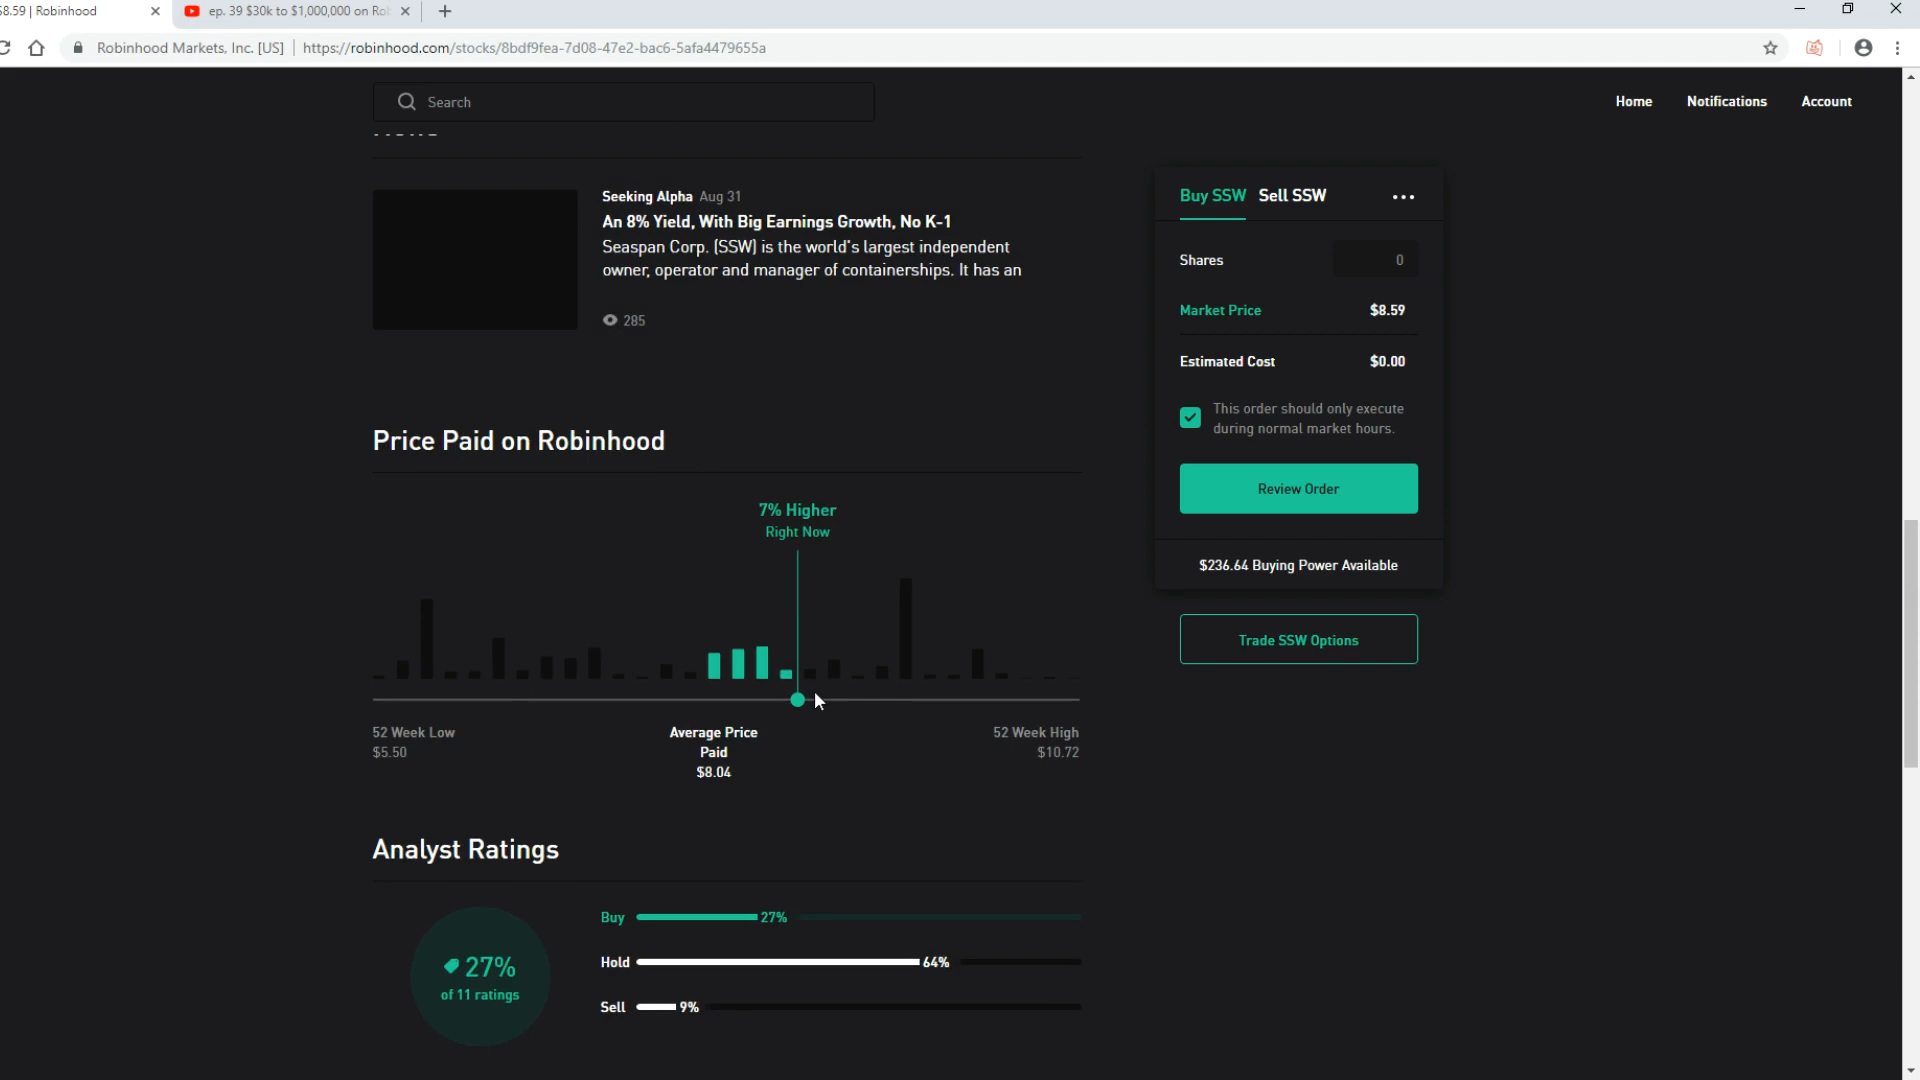 $8.59 | Robinhood
ep. 39 $30k to $1,000,000 on Ro
Robinhood Markets, Inc. [US] https://robinhood.com/stocks/8bdf9fea-7d08-47e2-bac6-5afa4479655a
Search
Home Notifications Account
Seeking Alpha Aug 31
An 8% Yield, With Big Earnings Growth, No K-1
Seaspan Corp. (SSW) is the world's largest independent
owner, operator and manager of containerships. It has an
285
Buy SSW Sell SSW
Shares 0
Market Price $8.59
Estimated Cost $0.00
This order should only execute
during normal market hours.
Review Order
$236.64 Buying Power Available
Trade SSW Options
Price Paid on Robinhood
7% Higher
Right Now
52 Week Low
$5.50
Average Price
Paid
$8.04
52 Week High
$10.72
Analyst Ratings
27%
of 11 ratings
Buy 27%
Hold 64%
Sell 9%